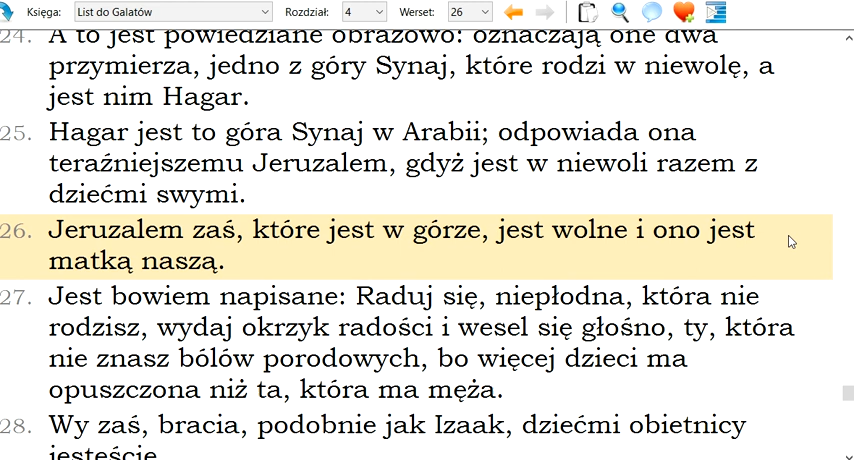 Księga: List do Galatów Rozdział: 4 Werset: 26
24. A to jest powiedziane obrazowo: oznaczają one dwa
przymierza, jedno z góry Synaj, które rodzi w niewolę, a
jest nim Hagar.
25. Hagar jest to góra Synaj w Arabii; odpowiada ona
teraźniejszemu Jeruzalem, gdyż jest w niewoli razem z
dziećmi swymi.
26. Jeruzalem zaś, które jest w górze, jest wolne i ono jest
matką naszą.
27. Jest bowiem napisane: Raduj się, niepłodna, która nie
rodzisz, wydaj okrzyk radości i wesel się głośno, ty, która
nie znasz bólów porodowych, bo więcej dzieci ma
opuszczona niż ta, która ma męża.
28. Wy zaś, bracia, podobnie jak Izaak, dziećmi obietnicy
jesteście